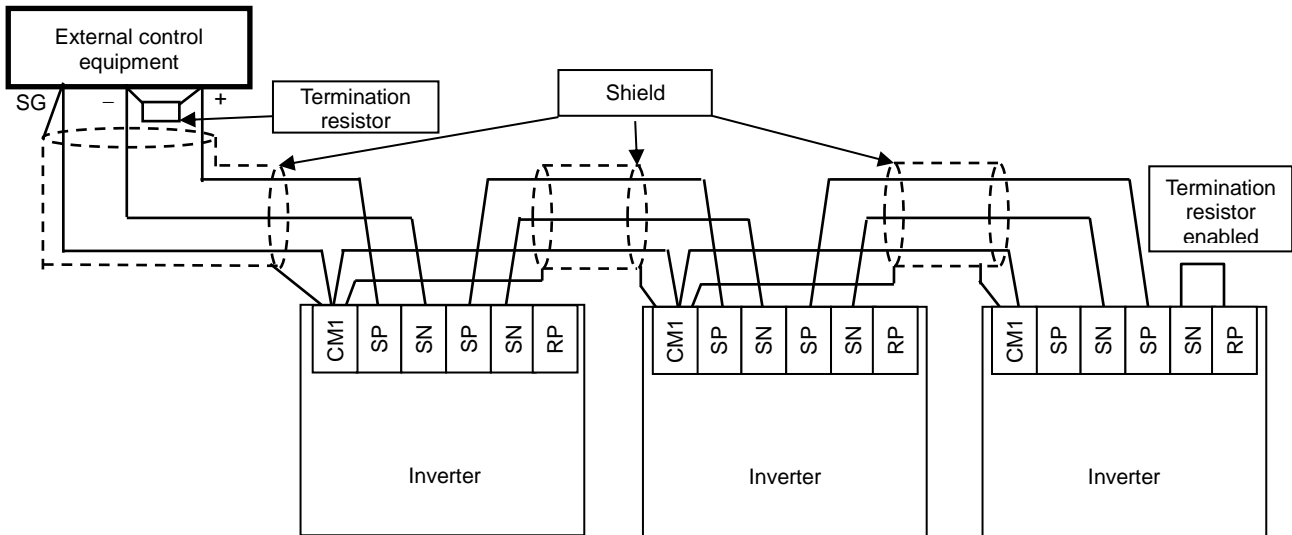 External control
equipment
SG
–
+
Termination
resistor
Shield
Termination
resistor
enabled
CM1 SP SN SP SN RP
CM1 SP SN SP SN RP
CM1 SP SN SP SN RP
Inverter
Inverter
Inverter